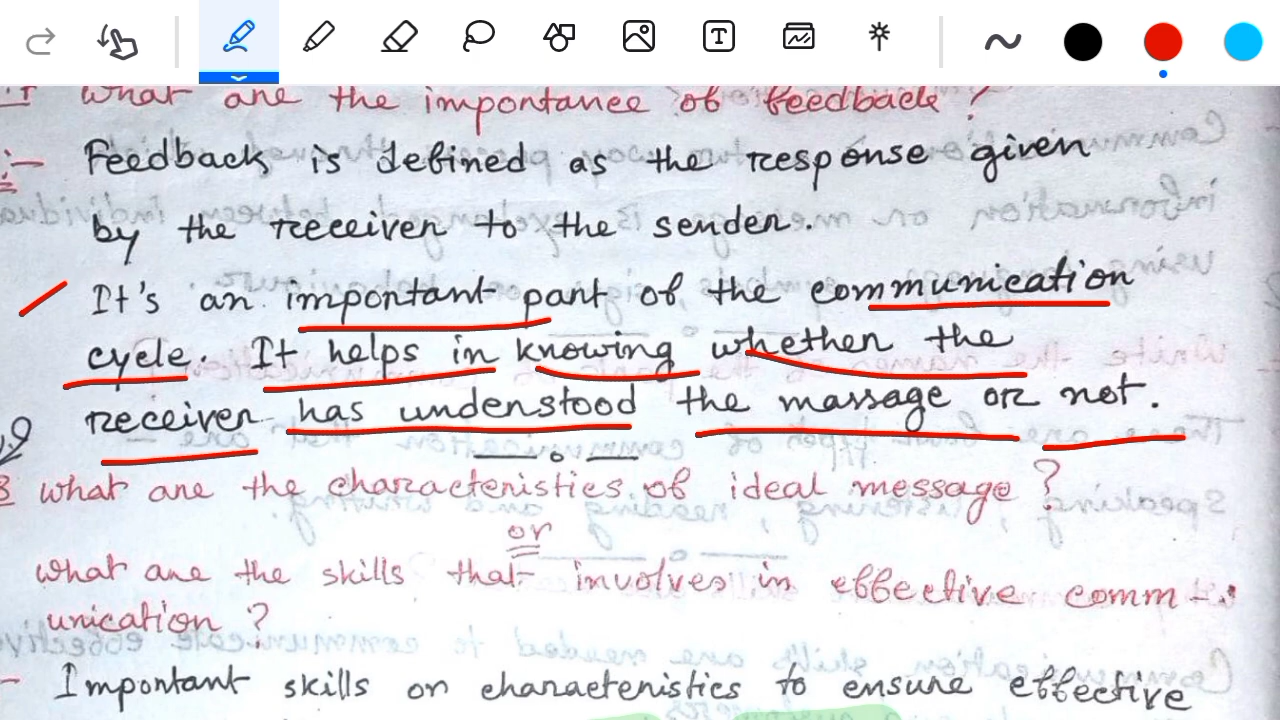 what are the importance of feedback ?
:- Feedback is defined as the response given
by the receiver to the sender.
It's an important part of the communication
cycle. It helps in knowing whether the
receiver has understood the massage or not.
what are the characteristics of ideal message ?
or
what are the skills that involves in effective comm -
unication ?
- Important skills or characteristics to ensure effective